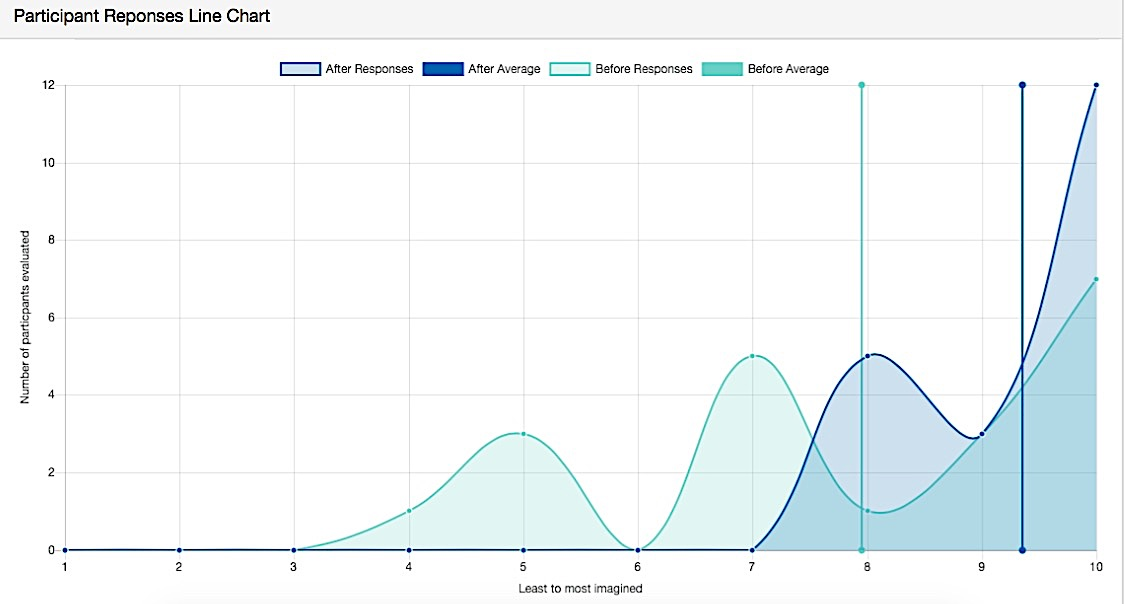 Participant Reponses Line Chart
After Responses After Average Before Responses Before Average
12
10
8
6
4
2
0
Number of particpants evaluated
1 2 3 4 5 6 7 8 9 10
Least to most imagined